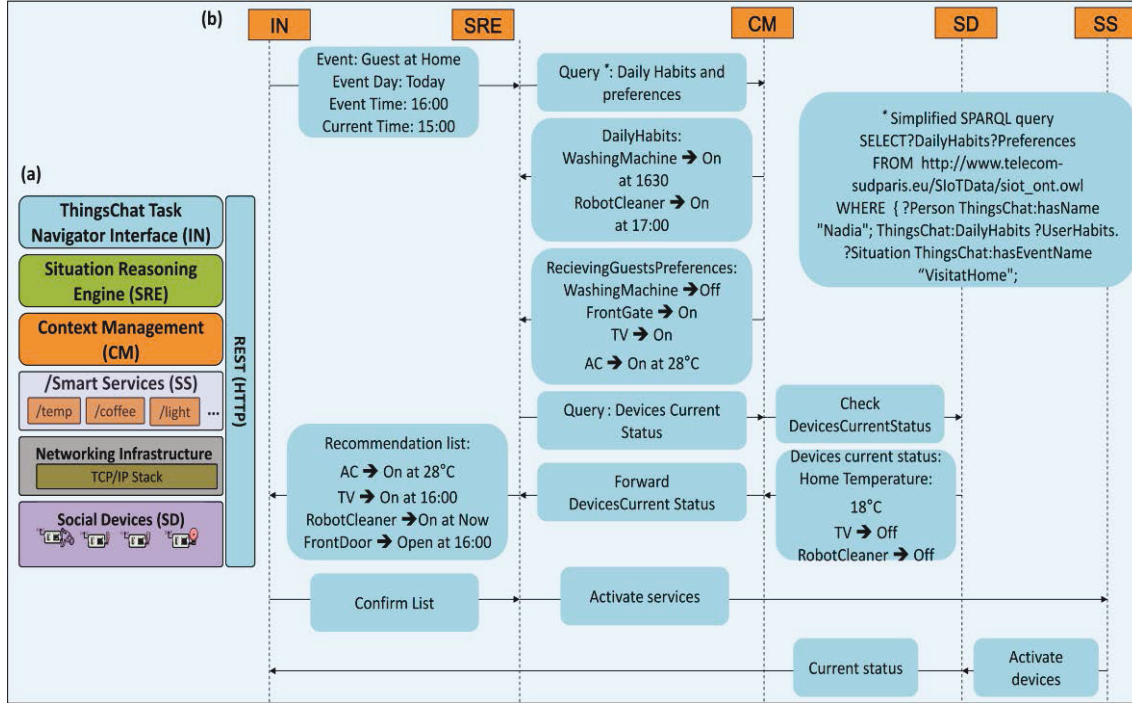 (b)
IN
SRE
CM
SD
SS
Event: Guest at Home
Event Day: Today
Event Time: 16:00
Current Time: 15:00
Query *: Daily Habits and
preferences
DailyHabits:
WashingMachine ➔ On
at 1630
RobotCleaner ➔ On
at 17:00
* Simplified SPARQL query
SELECT?DailyHabits?Preferences
FROM http://www.telecom-
sudparis.eu/SIoTData/siot_ont.owl
WHERE { ?Person ThingsChat:hasName
"Nadia"; ThingsChat:DailyHabits ?UserHabits.
?Situation ThingsChat:hasEventName
"VisitatHome";
RecievingGuestsPreferences:
WashingMachine ➔Off
FrontGate ➔ On
TV ➔ On
AC ➔ On at 28°C
Query : Devices Current
Status
Check
DevicesCurrentStatus
Recommendation list:
AC ➔ On at 28°C
TV ➔ On at 16:00
RobotCleaner ➔On at Now
FrontDoor ➔ Open at 16:00
Forward
DevicesCurrent Status
Devices current status:
Home Temperature:
18°C
TV ➔ Off
RobotCleaner ➔ Off
Confirm List
Activate services
Current status
Activate
devices
(a)
ThingsChat Task
Navigator Interface (IN)
Situation Reasoning
Engine (SRE)
Context Management
(CM)
/Smart Services (SS)
/temp
/coffee
/light
...
Networking Infrastructure
TCP/IP Stack
Social Devices (SD)
REST (HTTP)